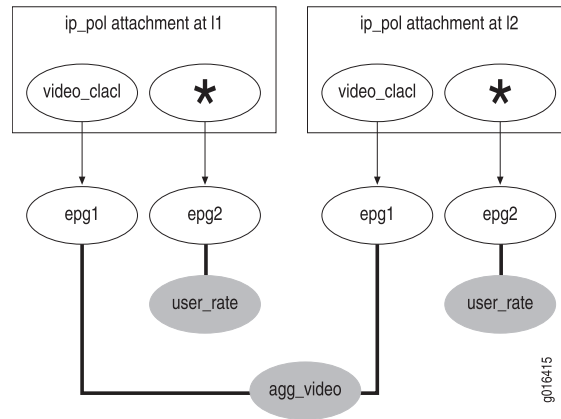 ip_pol attachment at l1
ip_pol attachment at l2
video_clacl
*
video_clacl
*
epg1
epg2
epg1
epg2
user_rate
user_rate
agg_video
g016415